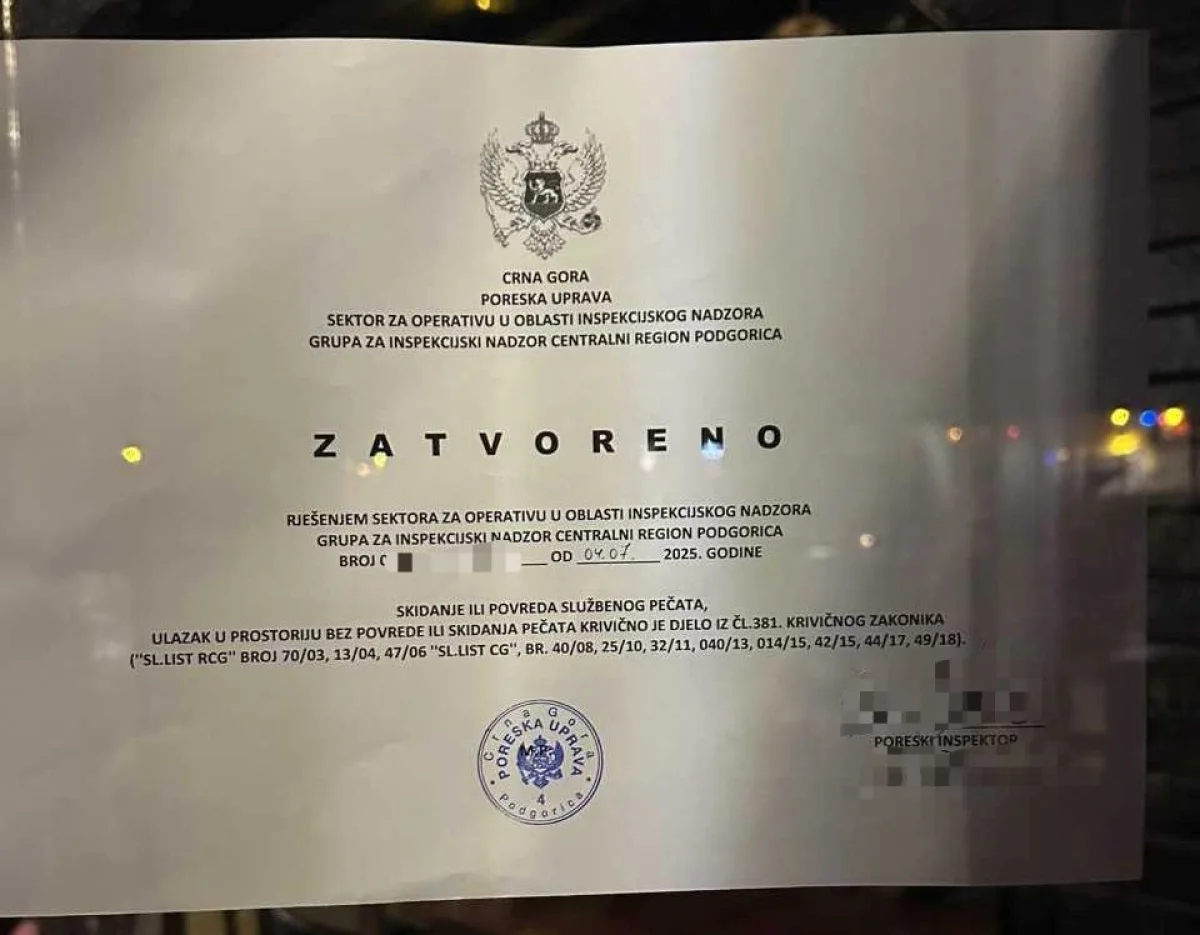 CRNA GORA
PORESKA UPRAVA
SEKTOR ZA OPERATIVU U OBLASTI INSPEKCIJSKOG NADZORA
GRUPA ZA INSPEKCIJSKI NADZOR CENTRALNI REGION PODGORICA
ZATVORENO
RJEŠENJEM SEKTORA ZA OPERATIVU U OBLASTI INSPEKCIJSKOG NADZORA
GRUPA ZA INSPEKCIJSKI NADZOR CENTRALNI REGION PODGORICA
BROJ OD 04.07. 2025. GODINE
SKIDANJE ILI POVREDA SLUŽBENOG PEČATA,
ULAZAK U PROSTORIJU BEZ POVREDE ILI SKIDANJA PEČATA KRIVIČNO JE DJELO IZ ČL.381. KRIVIČNOG ZAKONIKA
("SL.LIST RCG" BROJ 70/03, 13/04, 47/06 "SL.LIST CG", BR. 40/08, 25/10, 32/11, 040/13, 014/15, 42/15, 44/17, 49/18).
Crna Gora
PORESKA UPRAVA
M.P.
4
Podgorica
PORESKI INSPEKTOR